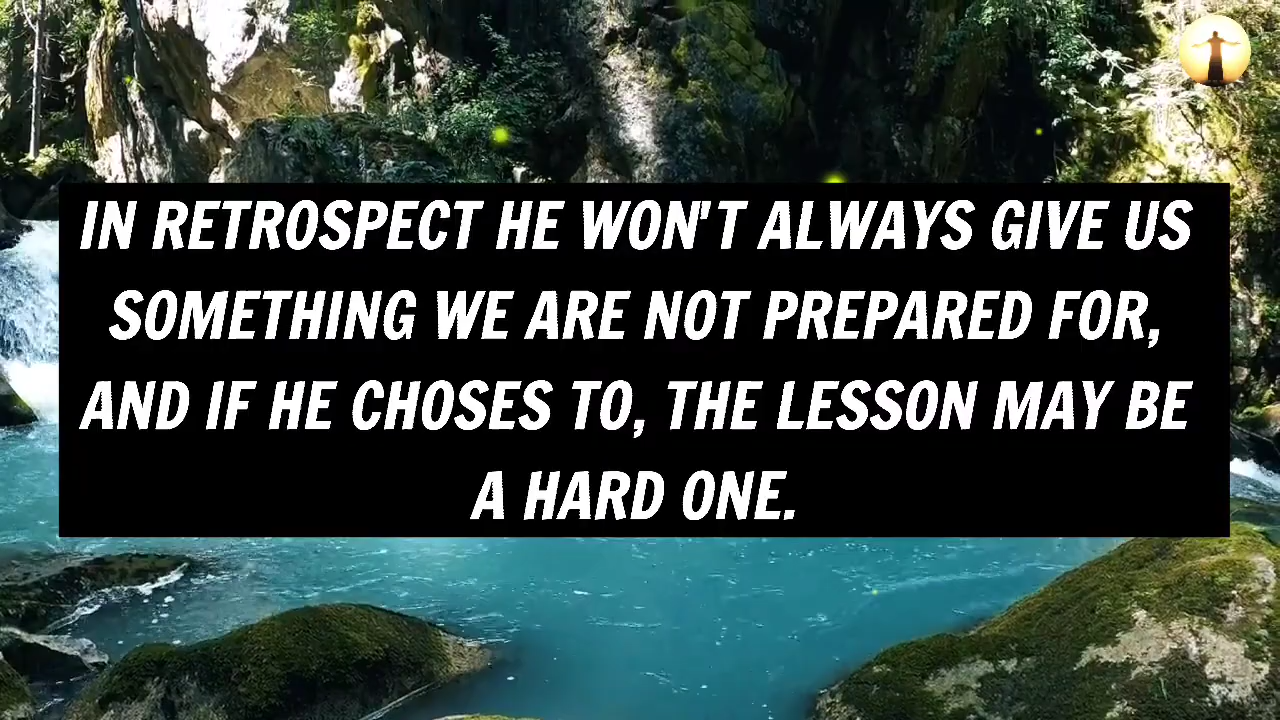 IN RETROSPECT HE WON'T ALWAYS GIVE US
SOMETHING WE ARE NOT PREPARED FOR,
AND IF HE CHOSES TO, THE LESSON MAY BE
A HARD ONE.